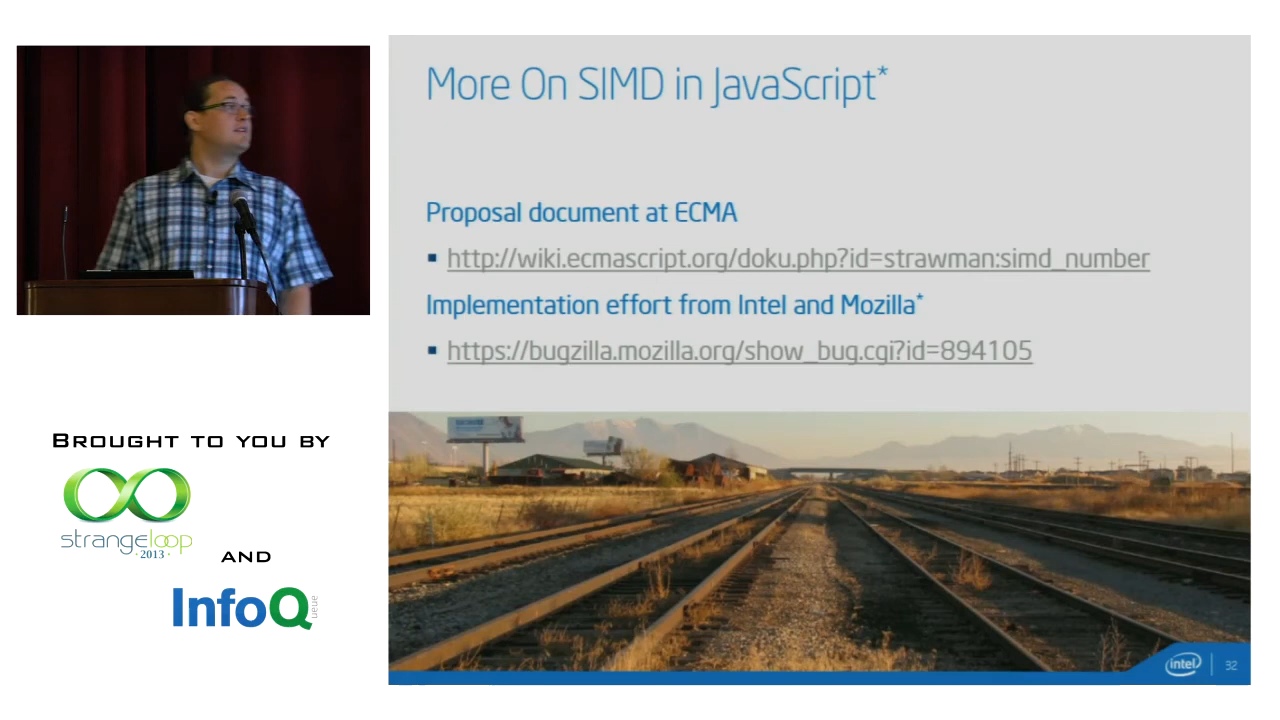 More On SIMD in JavaScript*
Proposal document at ECMA
▪ http://wiki.ecmascript.org/doku.php?id=strawman:simd_number
Implementation effort from Intel and Mozilla*
▪ https://bugzilla.mozilla.org/show_bug.cgi?id=894105
BROUGHT TO YOU BY
strangeloop
· 2013 ·
AND
InfoQ
intel
32